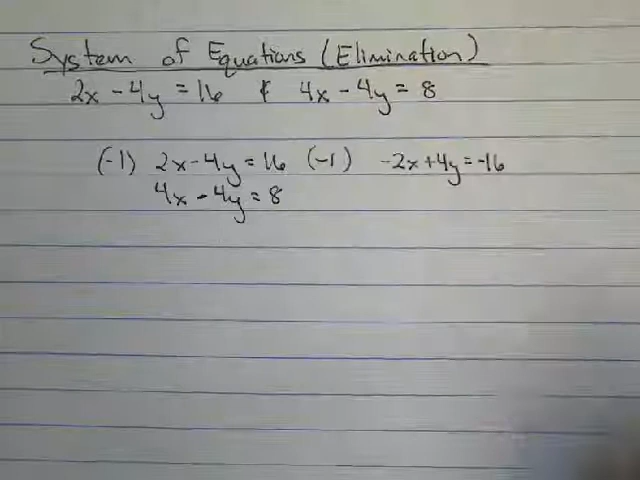 System of Equations (Elimination)
2x - 4y = 16 & 4x - 4y = 8
(-1) 2x - 4y = 16 (-1) -2x + 4y = -16
4x - 4y = 8